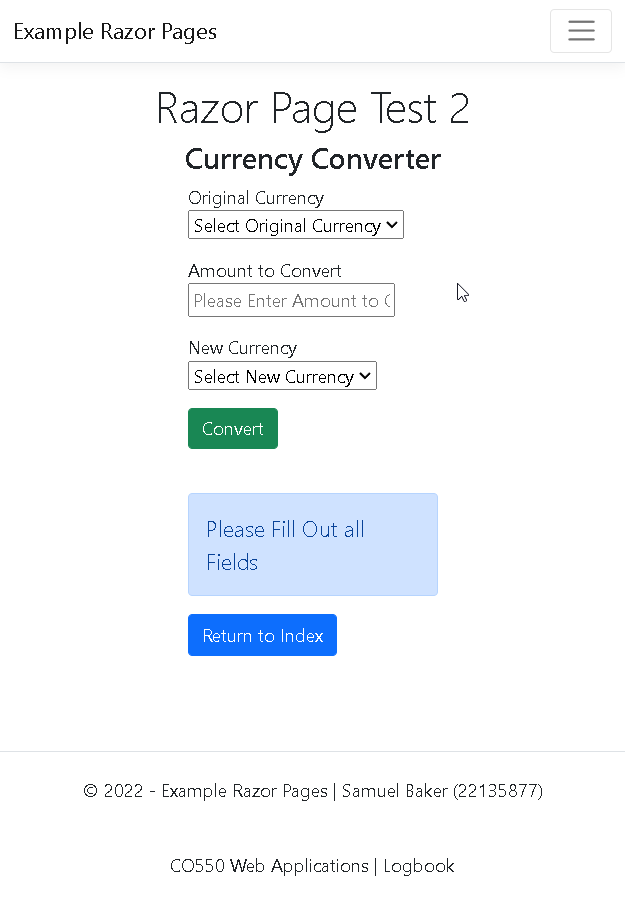 Example Razor Pages
Razor Page Test 2
Currency Converter
Original Currency
Select Original Currency
Amount to Convert
Please Enter Amount to
New Currency
Select New Currency
Convert
Please Fill Out all
Fields
Return to Index
© 2022 - Example Razor Pages | Samuel Baker (22135877)
CO550 Web Applications | Logbook